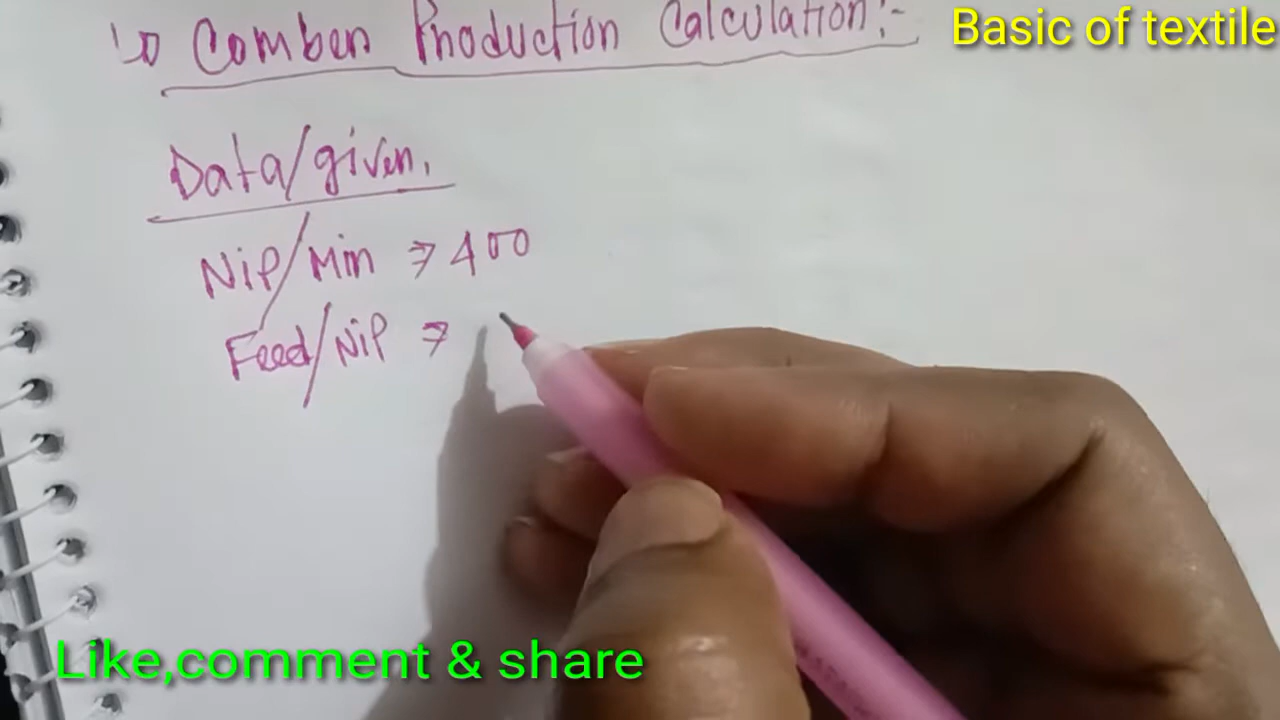 Comber Production Calculation:-
Basic of textile
Data/given.
Nip/Min ⇒ 400
Feed/Nip ⇒
Like,comment & share